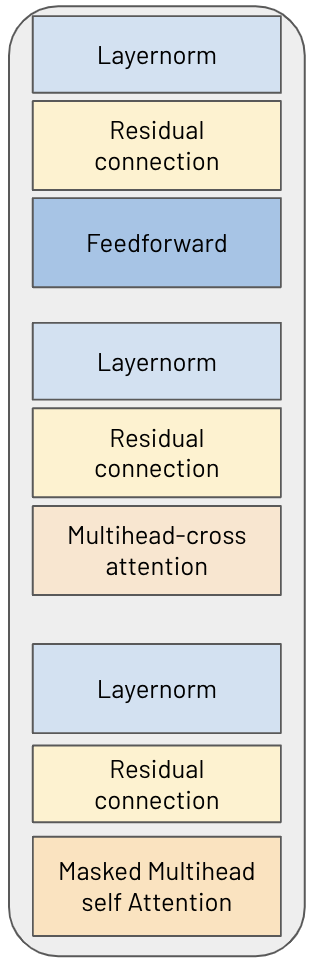 Layernorm
Residual
connection
Feedforward
Layernorm
Residual
connection
Multihead-cross
attention
Layernorm
Residual
connection
Masked Multihead
self Attention